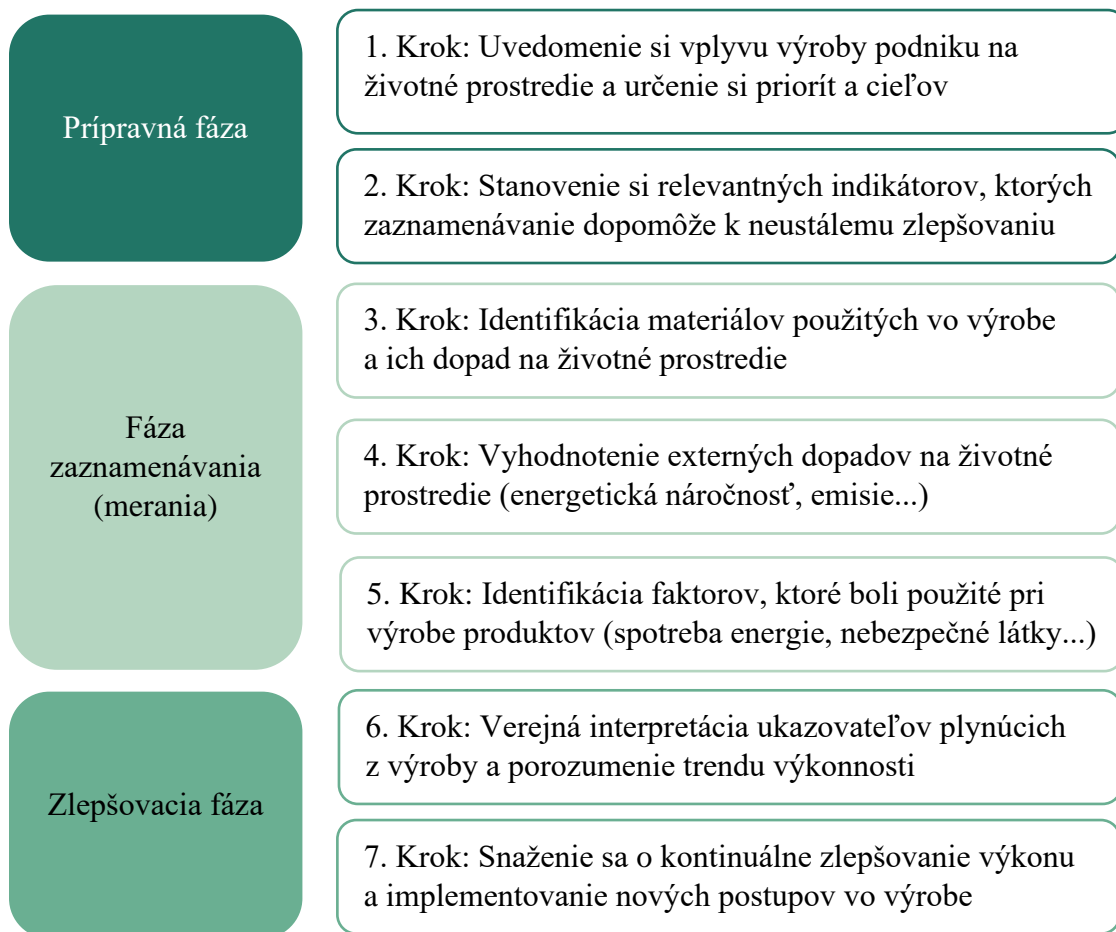 Prípravná fáza
1. Krok: Uvedomenie si vplyvu výroby podniku na
životné prostredie a určenie si priorít a cieľov
2. Krok: Stanovenie si relevantných indikátorov, ktorých
zaznamenávanie dopomôže k neustálemu zlepšovaniu
Fáza
zaznamenávania
(merania)
3. Krok: Identifikácia materiálov použitých vo výrobe
a ich dopad na životné prostredie
4. Krok: Vyhodnotenie externých dopadov na životné
prostredie (energetická náročnosť, emisie...)
5. Krok: Identifikácia faktorov, ktoré boli použité pri
výrobe produktov (spotreba energie, nebezpečné látky...)
Zlepšovacia fáza
6. Krok: Verejná interpretácia ukazovateľov plynúcich
z výroby a porozumenie trendu výkonnosti
7. Krok: Snaženie sa o kontinuálne zlepšovanie výkonu
a implementovanie nových postupov vo výrobe